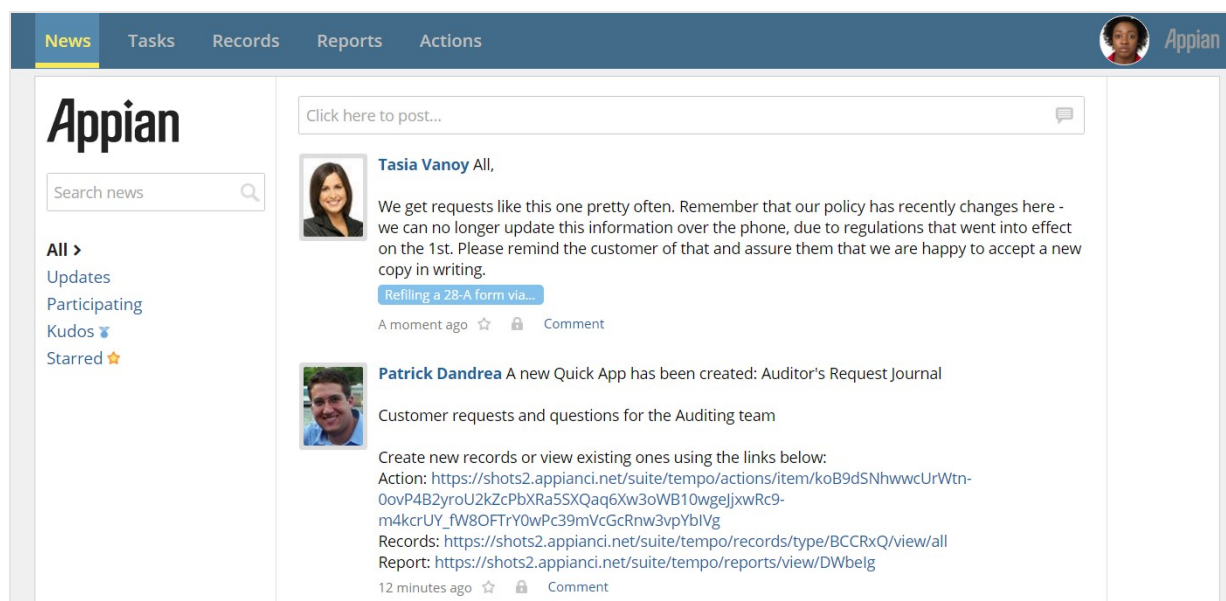 News Tasks Records Reports Actions Appian
Appian
Search news
All >
Updates
Participating
Kudos
Starred
Click here to post...
Tasia Vanoy All,
We get requests like this one pretty often. Remember that our policy has recently changes here -
we can no longer update this information over the phone, due to regulations that went into effect
on the 1st. Please remind the customer of that and assure them that we are happy to accept a new
copy in writing.
Refiling a 28-A form via...
A moment ago Comment
Patrick Dandrea A new Quick App has been created: Auditor's Request Journal
Customer requests and questions for the Auditing team
Create new records or view existing ones using the links below:
Action: https://shots2.appianci.net/suite/tempo/actions/item/koB9dSNhwwcUrWtn-
0ovP4B2yroU2kZcPbXRa5SXQaq6Xw3oWB10wgeJjxwRc9-
m4kcrUY_fW8OFTrY0wPc39mVcGcRnw3vpYbIVg
Records: https://shots2.appianci.net/suite/tempo/records/type/BCCRxQ/view/all
Report: https://shots2.appianci.net/suite/tempo/reports/view/DWbeIg
12 minutes ago Comment